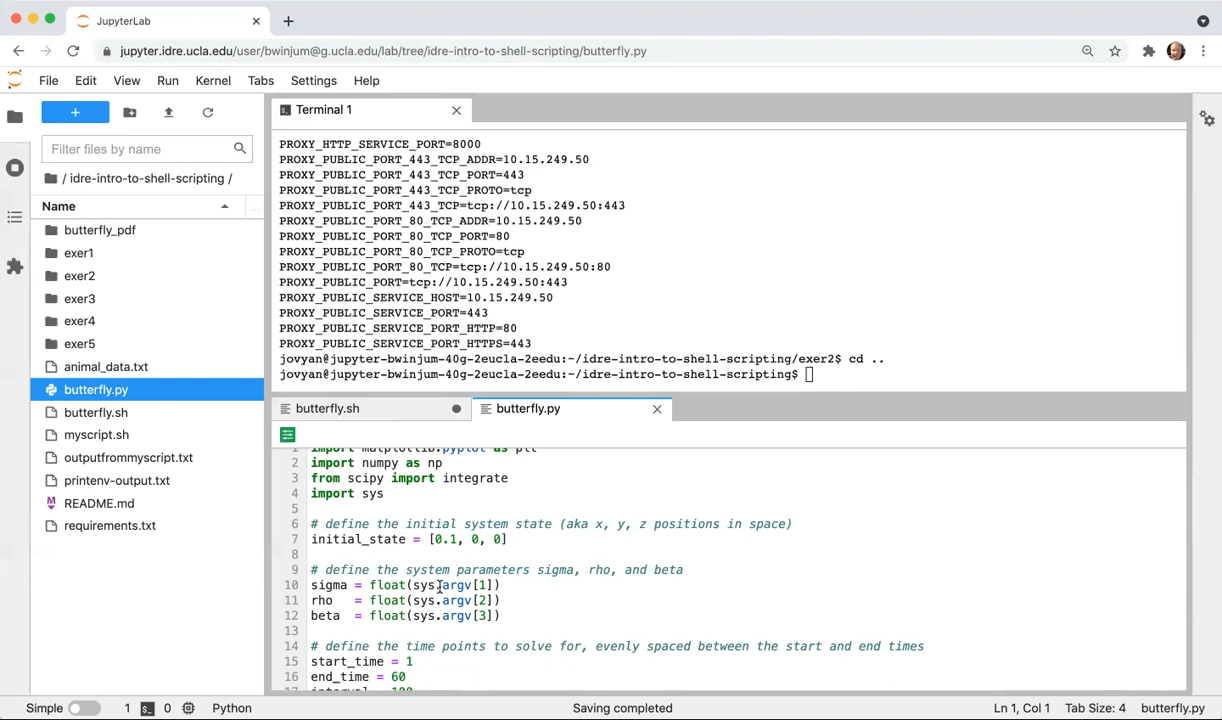 JupyterLab
jupyter.idre.ucla.edu/user/bwinjum@g.ucla.edu/lab/tree/idre-intro-to-shell-scripting/butterfly.py
File Edit View Run Kernel Tabs Settings Help
Filter files by name
/ idre-intro-to-shell-scripting /
Name
butterfly_pdf
exer1
exer2
exer3
exer4
exer5
animal_data.txt
butterfly.py
butterfly.sh
myscript.sh
outputfrommyscript.txt
printenv-output.txt
README.md
requirements.txt
Terminal 1
PROXY_HTTP_SERVICE_PORT=8000
PROXY_PUBLIC_PORT_443_TCP_ADDR=10.15.249.50
PROXY_PUBLIC_PORT_443_TCP_PORT=443
PROXY_PUBLIC_PORT_443_TCP_PROTO=tcp
PROXY_PUBLIC_PORT_443_TCP=tcp://10.15.249.50:443
PROXY_PUBLIC_PORT_80_TCP_ADDR=10.15.249.50
PROXY_PUBLIC_PORT_80_TCP_PORT=80
PROXY_PUBLIC_PORT_80_TCP_PROTO=tcp
PROXY_PUBLIC_PORT_80_TCP=tcp://10.15.249.50:80
PROXY_PUBLIC_PORT=tcp://10.15.249.50:443
PROXY_PUBLIC_SERVICE_HOST=10.15.249.50
PROXY_PUBLIC_SERVICE_PORT=443
PROXY_PUBLIC_SERVICE_PORT_HTTP=80
PROXY_PUBLIC_SERVICE_PORT_HTTPS=443
jovyan@jupyter-bwinjum-40g-2eucla-2eedu:~/idre-intro-to-shell-scripting/exer2$ cd ..
jovyan@jupyter-bwinjum-40g-2eucla-2eedu:~/idre-intro-to-shell-scripting$
butterfly.sh butterfly.py
1 import matplotlib.pyplot as plt
2 import numpy as np
3 from scipy import integrate
4 import sys
5
6 # define the initial system state (aka x, y, z positions in space)
7 initial_state = [0.1, 0, 0]
8
9 # define the system parameters sigma, rho, and beta
10 sigma = float(sys.argv[1])
11 rho   = float(sys.argv[2])
12 beta  = float(sys.argv[3])
13
14 # define the time points to solve for, evenly spaced between the start and end times
15 start_time = 1
16 end_time = 60
17 interval = 100
Simple 1 0 Python Saving completed Ln 1, Col 1 Tab Size: 4 butterfly.py